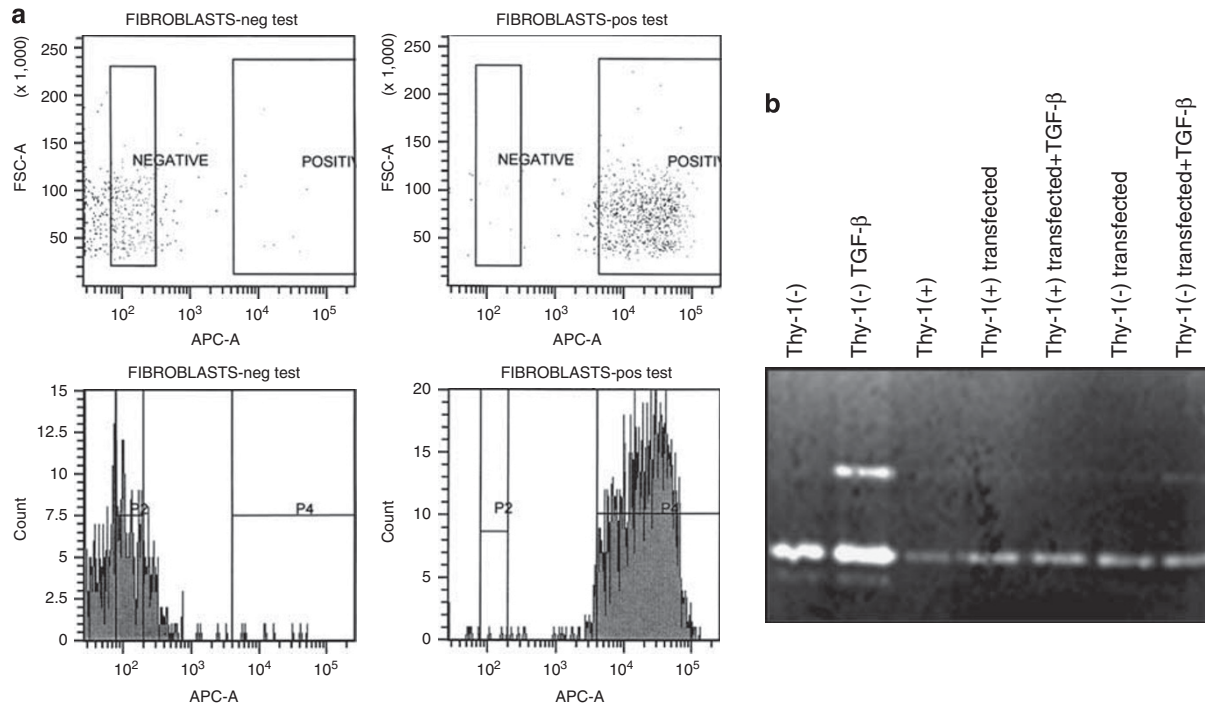 a
FIBROBLASTS-neg test
FSC-A (x 1,000)
250
200
150
100
50
NEGATIVE
POSITIV
10² 10³ 10⁴ 10⁵
APC-A
FIBROBLASTS-pos test
FSC-A (x 1,000)
250
200
150
100
50
NEGATIVE
POSITIV
10² 10³ 10⁴ 10⁵
APC-A
FIBROBLASTS-neg test
Count
15
12.5
10
7.5
5
2.5
0
P2
P4
10² 10³ 10⁴ 10⁵
APC-A
FIBROBLASTS-pos test
Count
20
15
10
5
0
P2
P4
10² 10³ 10⁴ 10⁵
APC-A
b
Thy-1(-)
Thy-1(-) TGF-β
Thy-1(+)
Thy-1(+) transfected
Thy-1(+) transfected+TGF-β
Thy-1(-) transfected
Thy-1(-) transfected+TGF-β